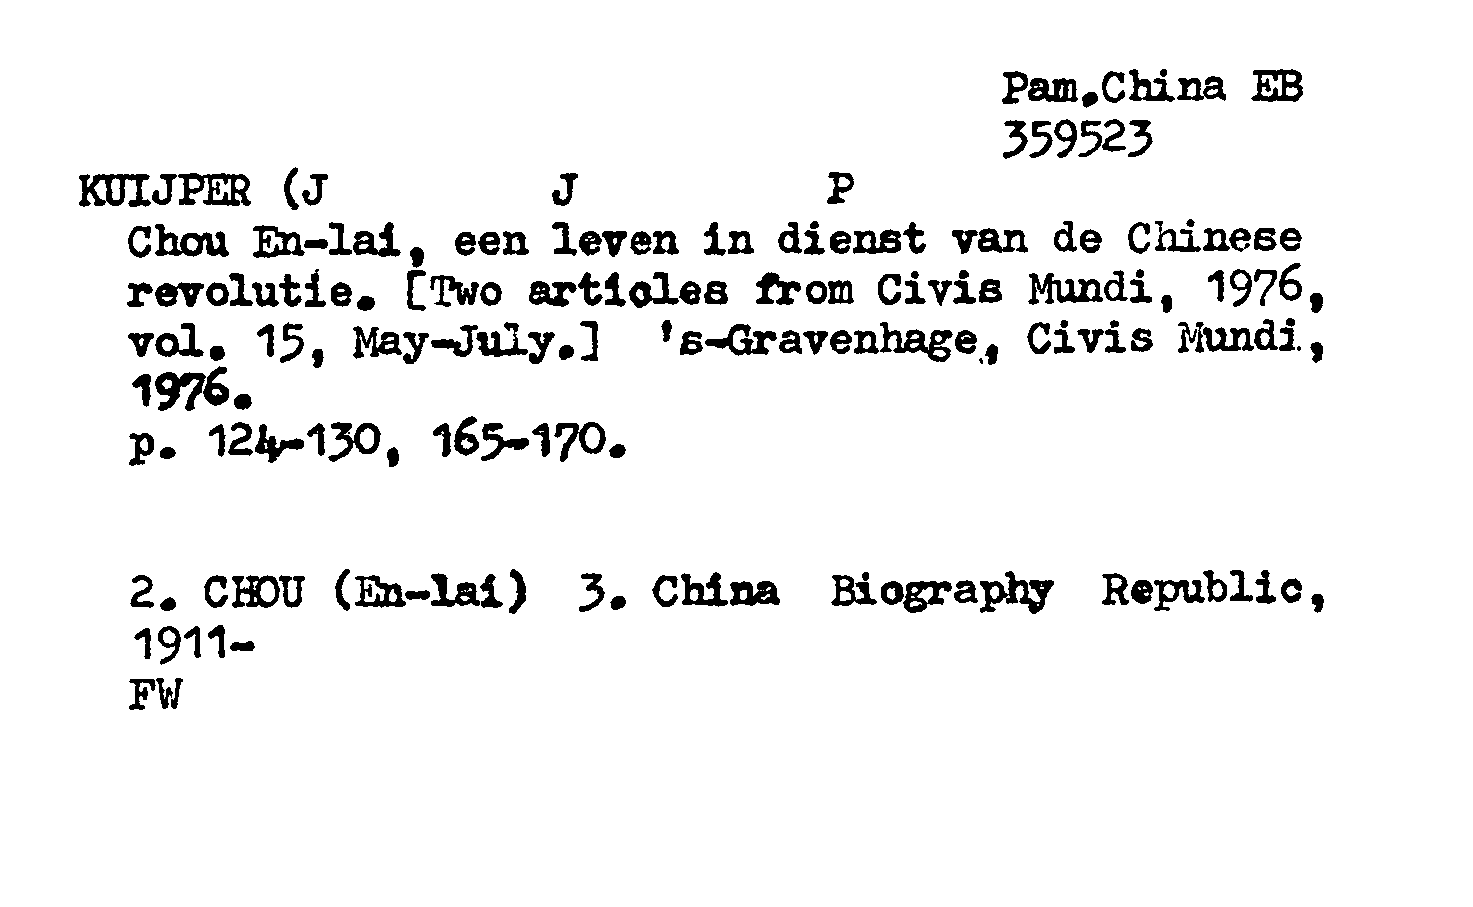 Pam.China EB
359523
KUIJPER (J J P
Chou En-lai, een leven in dienst van de Chinese
revolutie. [Two articles from Civis Mundi, 1976,
vol. 15, May-July.] 's-Gravenhage, Civis Mundi,
1976.
p. 124-130, 165-170.
2. CHOU (En-lai) 3. China Biography Republic,
1911-
FW